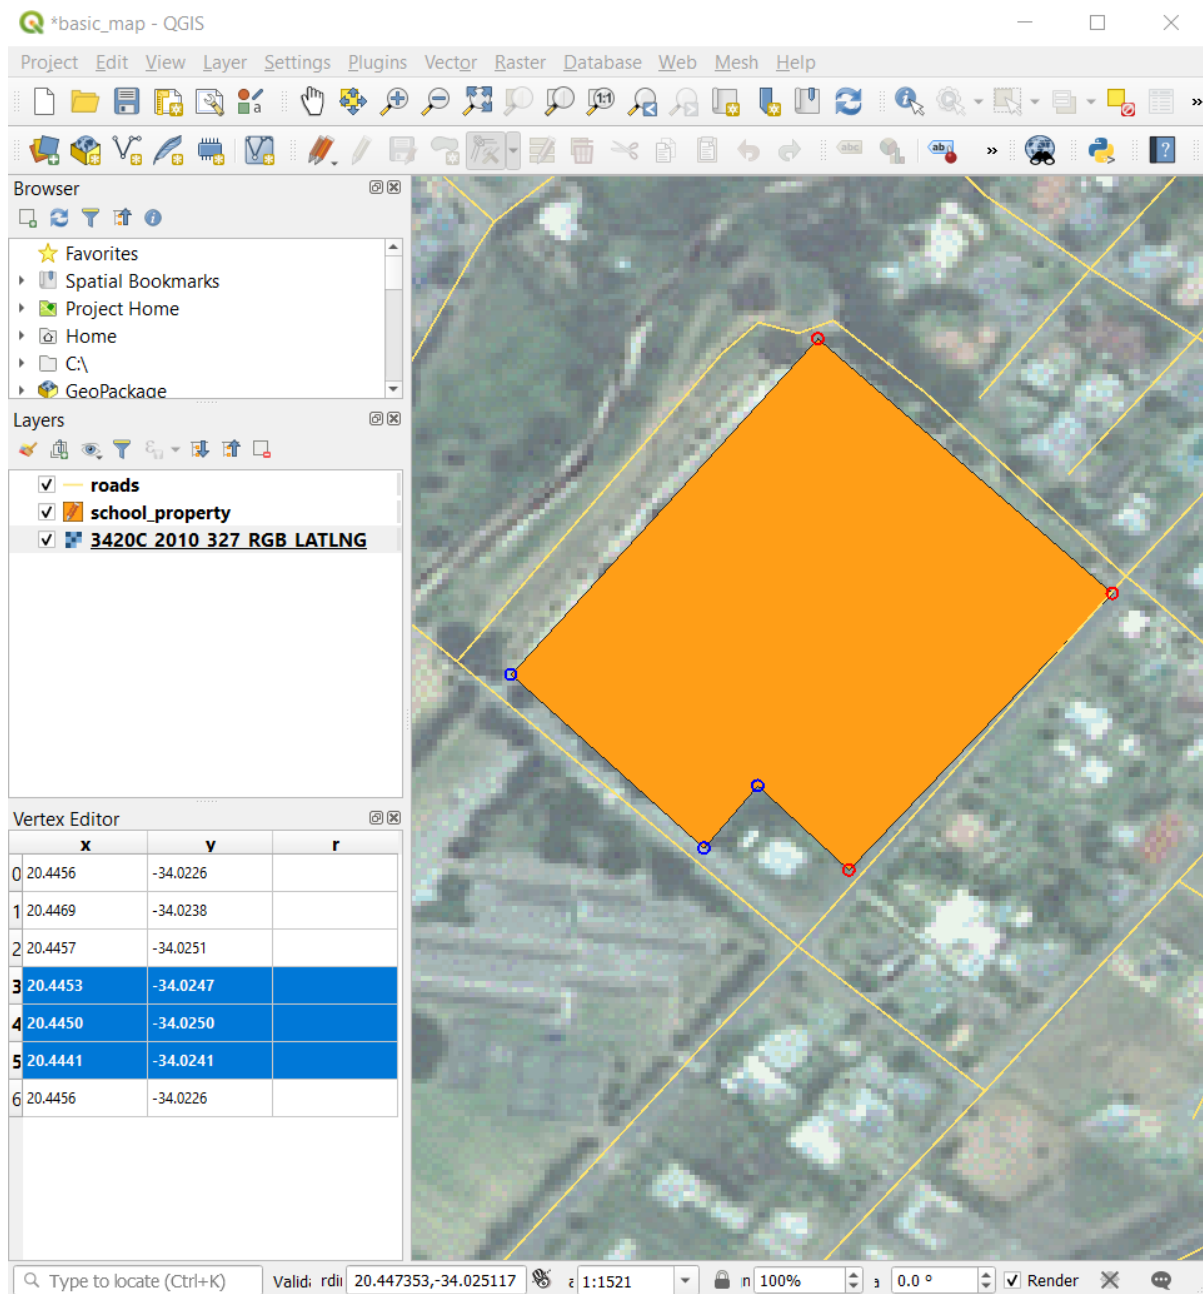 *basic_map - QGIS
Project Edit View Layer Settings Plugins Vector Raster Database Web Mesh Help
Browser
Favorites
Spatial Bookmarks
Project Home
Home
C:\
GeoPackage
Layers
roads
school_property
3420C_2010_327_RGB_LATLNG
Vertex Editor
x y r
0 20.4456 -34.0226
1 20.4469 -34.0238
2 20.4457 -34.0251
3 20.4453 -34.0247
4 20.4450 -34.0250
5 20.4441 -34.0241
6 20.4456 -34.0226
Type to locate (Ctrl+K) 20.447353,-34.025117 1:1521 100% 0.0 ° Render